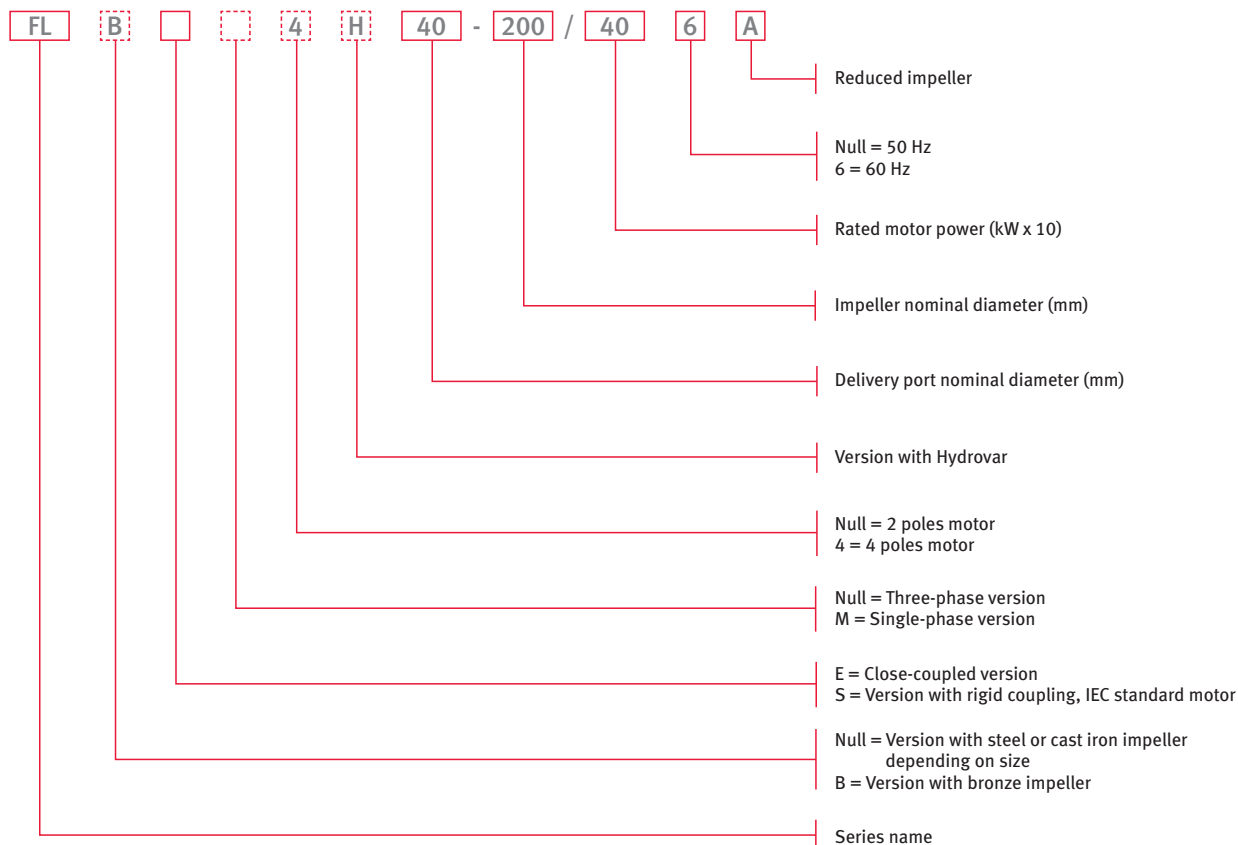 FL B 4 H 40 - 200 / 40 6 A
Reduced impeller
Null = 50 Hz
6 = 60 Hz
Rated motor power (kW x 10)
Impeller nominal diameter (mm)
Delivery port nominal diameter (mm)
Version with Hydrovar
Null = 2 poles motor
4 = 4 poles motor
Null = Three-phase version
M = Single-phase version
E = Close-coupled version
S = Version with rigid coupling, IEC standard motor
Null = Version with steel or cast iron impeller
depending on size
B = Version with bronze impeller
Series name